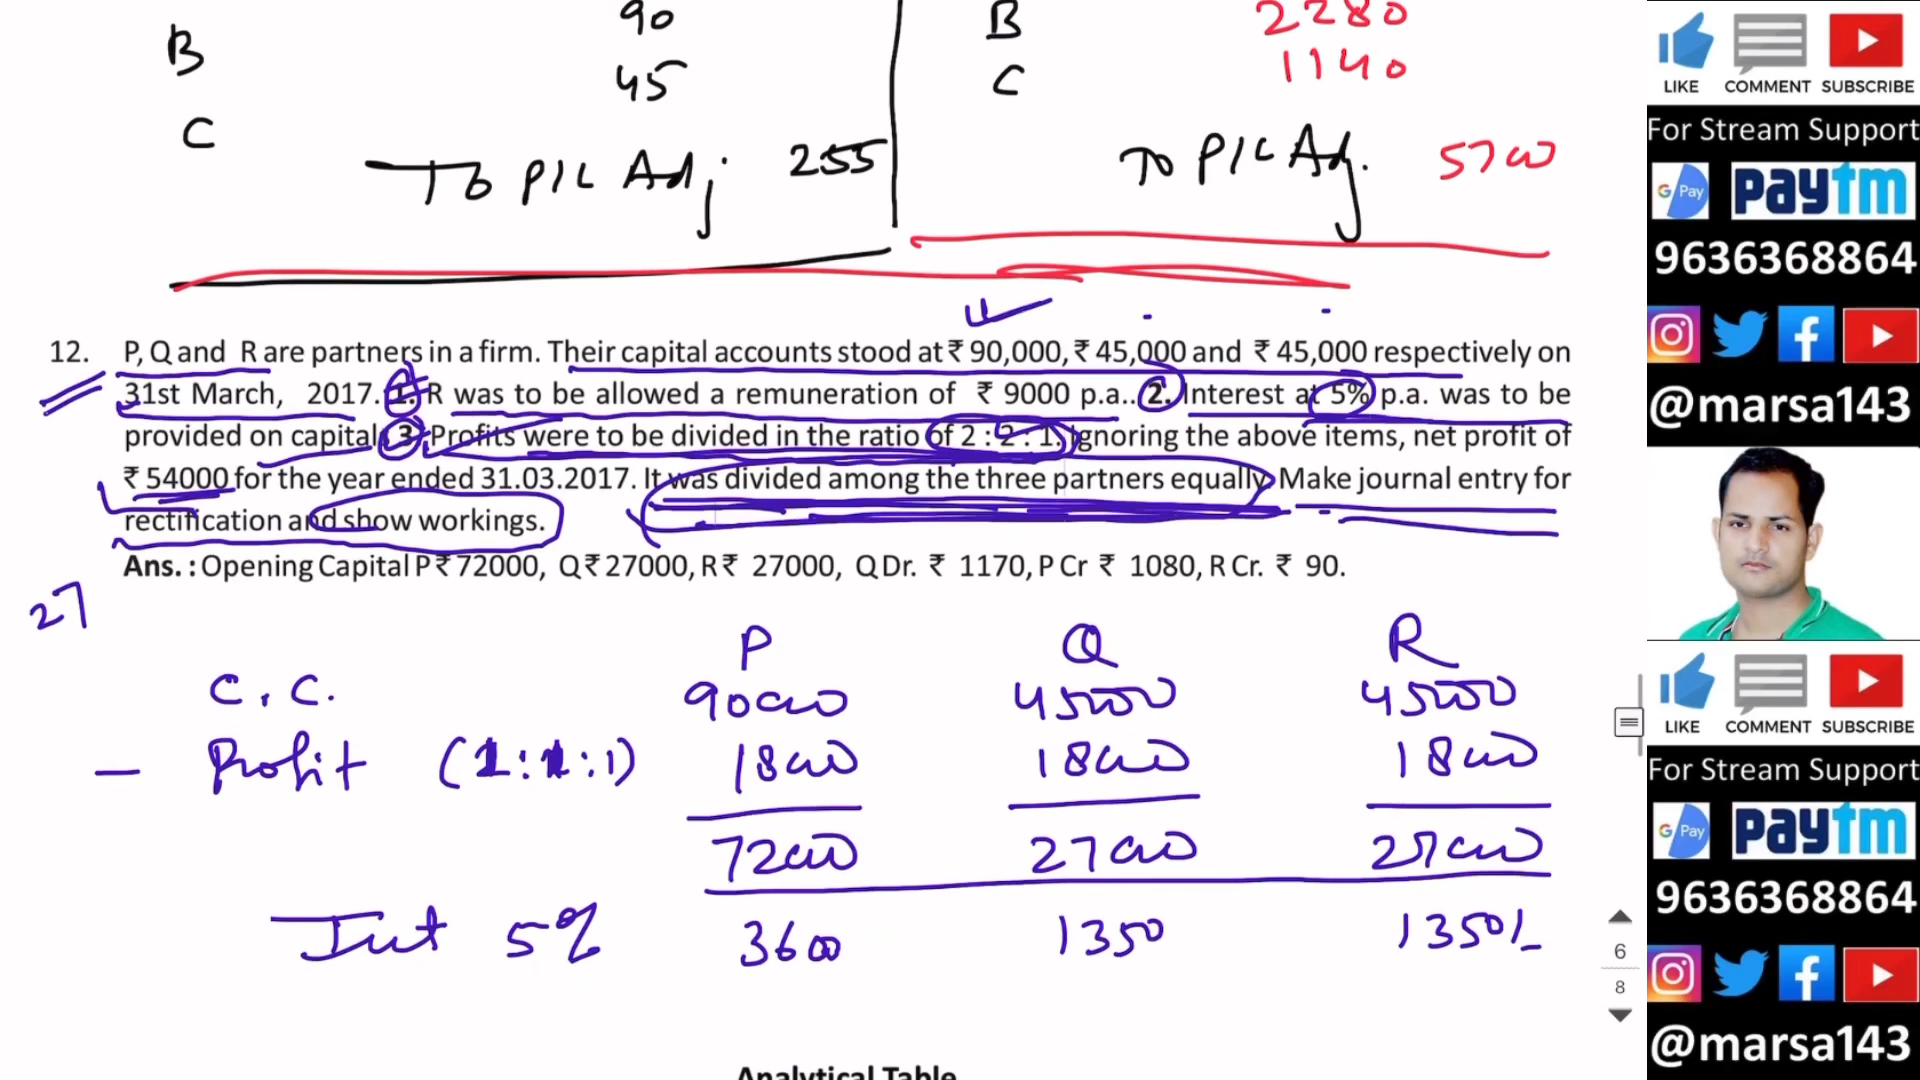 90
B
45
C
To P/L Adj 255
B 2280
C 1140
To P/L Adj. 5700
12. P, Q and R are partners in a firm. Their capital accounts stood at ₹ 90,000, ₹ 45,000 and ₹ 45,000 respectively on
31st March, 2017. 1. R was to be allowed a remuneration of ₹ 9000 p.a.. 2. Interest at 5% p.a. was to be
provided on capital 3. Profits were to be divided in the ratio of 2 : 2 : 1. Ignoring the above items, net profit of
₹ 54000 for the year ended 31.03.2017. It was divided among the three partners equally. Make journal entry for
rectification and show workings.
Ans. : Opening Capital P ₹ 72000, Q ₹ 27000, R ₹ 27000, Q Dr. ₹ 1170, P Cr ₹ 1080, R Cr. ₹ 90.
27
P Q R
C.C. 90000 45000 45000
- Profit (1:1:1) 18000 18000 18000
72000 27000 27000
Int 5% 3600 1350 1350/-
Analytical Table
6
8
LIKE COMMENT SUBSCRIBE
For Stream Support
G Pay paytm
9636368864
@marsa143
LIKE COMMENT SUBSCRIBE
For Stream Support
G Pay paytm
9636368864
@marsa143